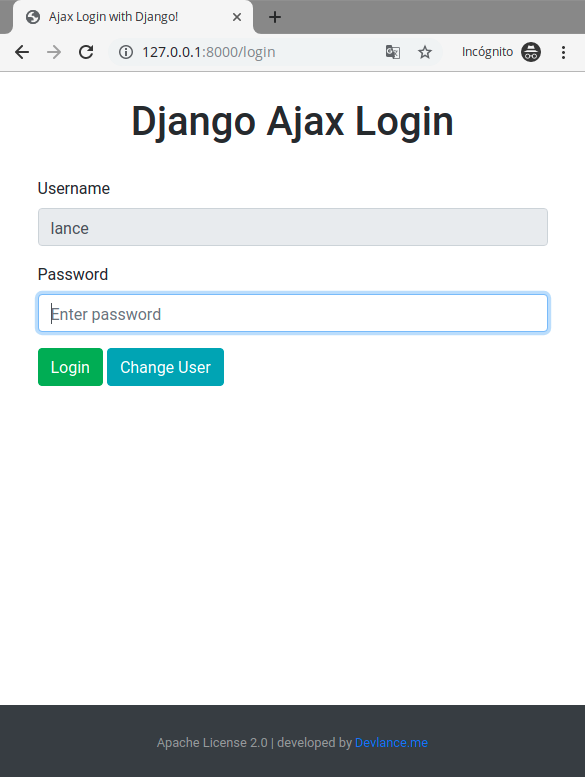 Ajax Login with Django!
127.0.0.1:8000/login
Incógnito
Django Ajax Login
Username
lance
Password
Enter password
Login Change User
Apache License 2.0 | developed by Devlance.me